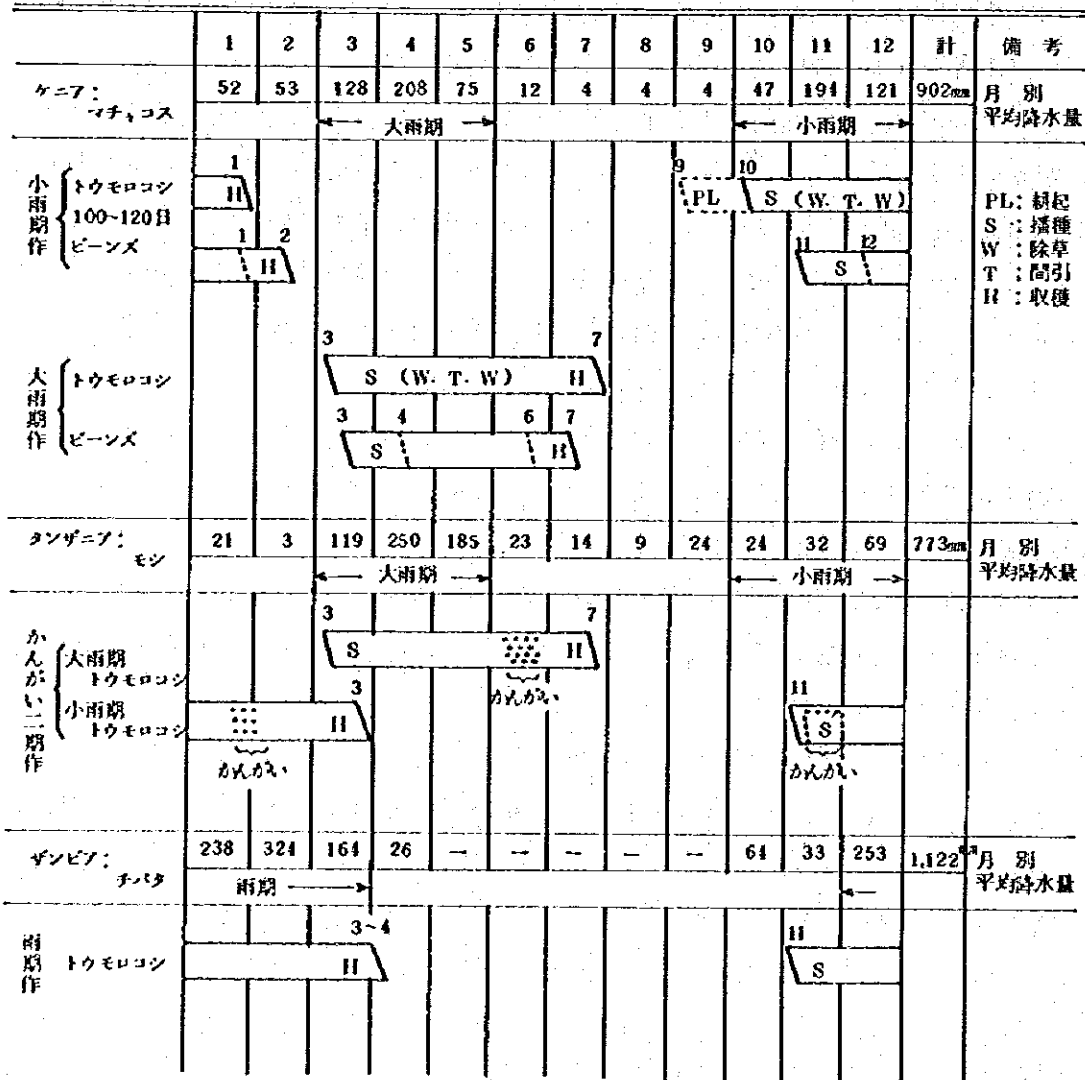 1 2 3 4 5 6 7 8 9 10 11 12 計 備考
ケニア: 52 53 128 208 75 12 4 4 4 47 194 121 902mm 月別
マチャコス ← 大雨期 → ← 小雨期 → 平均降水量
小雨期作
1 9 10
トウモロコシ H PL S (W. T. W) PL: 耕起
100~120日 S : 播種
1 2 11 12 W : 除草
ビーンズ H S T : 間引
H : 収穫
大雨期作
3 7
トウモロコシ S (W. T. W) H
3 4 6 7
ビーンズ S H
タンザニア: 21 3 119 250 185 23 14 9 24 24 32 69 773mm 月別
モシ ← 大雨期 → ← 小雨期 → 平均降水量
かんがい二期作
3 7
大雨期 S H
トウモロコシ かんがい
3 11
小雨期 H S
トウモロコシ
かんがい かんがい
ザンビア: 238 324 164 26 — — — — — 64 33 253 1,122 月別
チパタ 雨期 → ← 平均降水量
雨期作
3~4 11
トウモロコシ H S